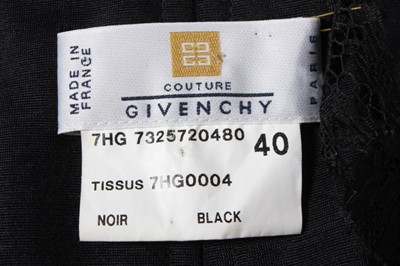 MADE IN
FRANCE
COUTURE
GIVENCHY
PARIS
7HG 7325720480 40
TISSUS 7HG0004
NOIR BLACK